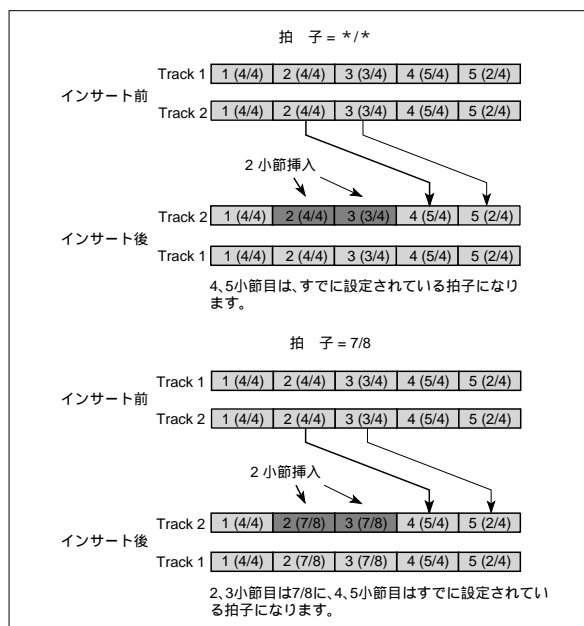 拍 子 = */*
Track 1 1 (4/4) 2 (4/4) 3 (3/4) 4 (5/4) 5 (2/4)
インサート前
Track 2 1 (4/4) 2 (4/4) 3 (3/4) 4 (5/4) 5 (2/4)
2 小節挿入
Track 2 1 (4/4) 2 (4/4) 3 (3/4) 4 (5/4) 5 (2/4)
インサート後
Track 1 1 (4/4) 2 (4/4) 3 (3/4) 4 (5/4) 5 (2/4)
4、5小節目は、すでに設定されている拍子になり
ます。
拍 子 = 7/8
Track 1 1 (4/4) 2 (4/4) 3 (3/4) 4 (5/4) 5 (2/4)
インサート前
Track 2 1 (4/4) 2 (4/4) 3 (3/4) 4 (5/4) 5 (2/4)
2 小節挿入
Track 2 1 (4/4) 2 (7/8) 3 (7/8) 4 (5/4) 5 (2/4)
インサート後
Track 1 1 (4/4) 2 (7/8) 3 (7/8) 4 (5/4) 5 (2/4)
2、3小節目は7/8に、4、5小節目はすでに設定されてい
る拍子になります。